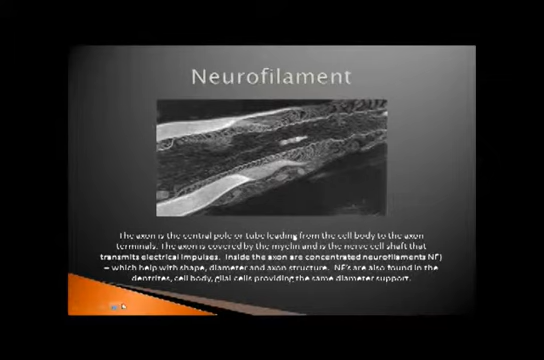 Neurofilament
The axon is the central pole or tube leading from the cell body to the axon
terminals. The axon is covered by the myelin and is the nerve cell shaft that
transmits electrical impulses. Inside the axon are concentrated neurofilaments NF)
– which help with shape, diameter and axon structure. NF's are also found in the
dentrites, cell body, glial cells providing the same diameter support.